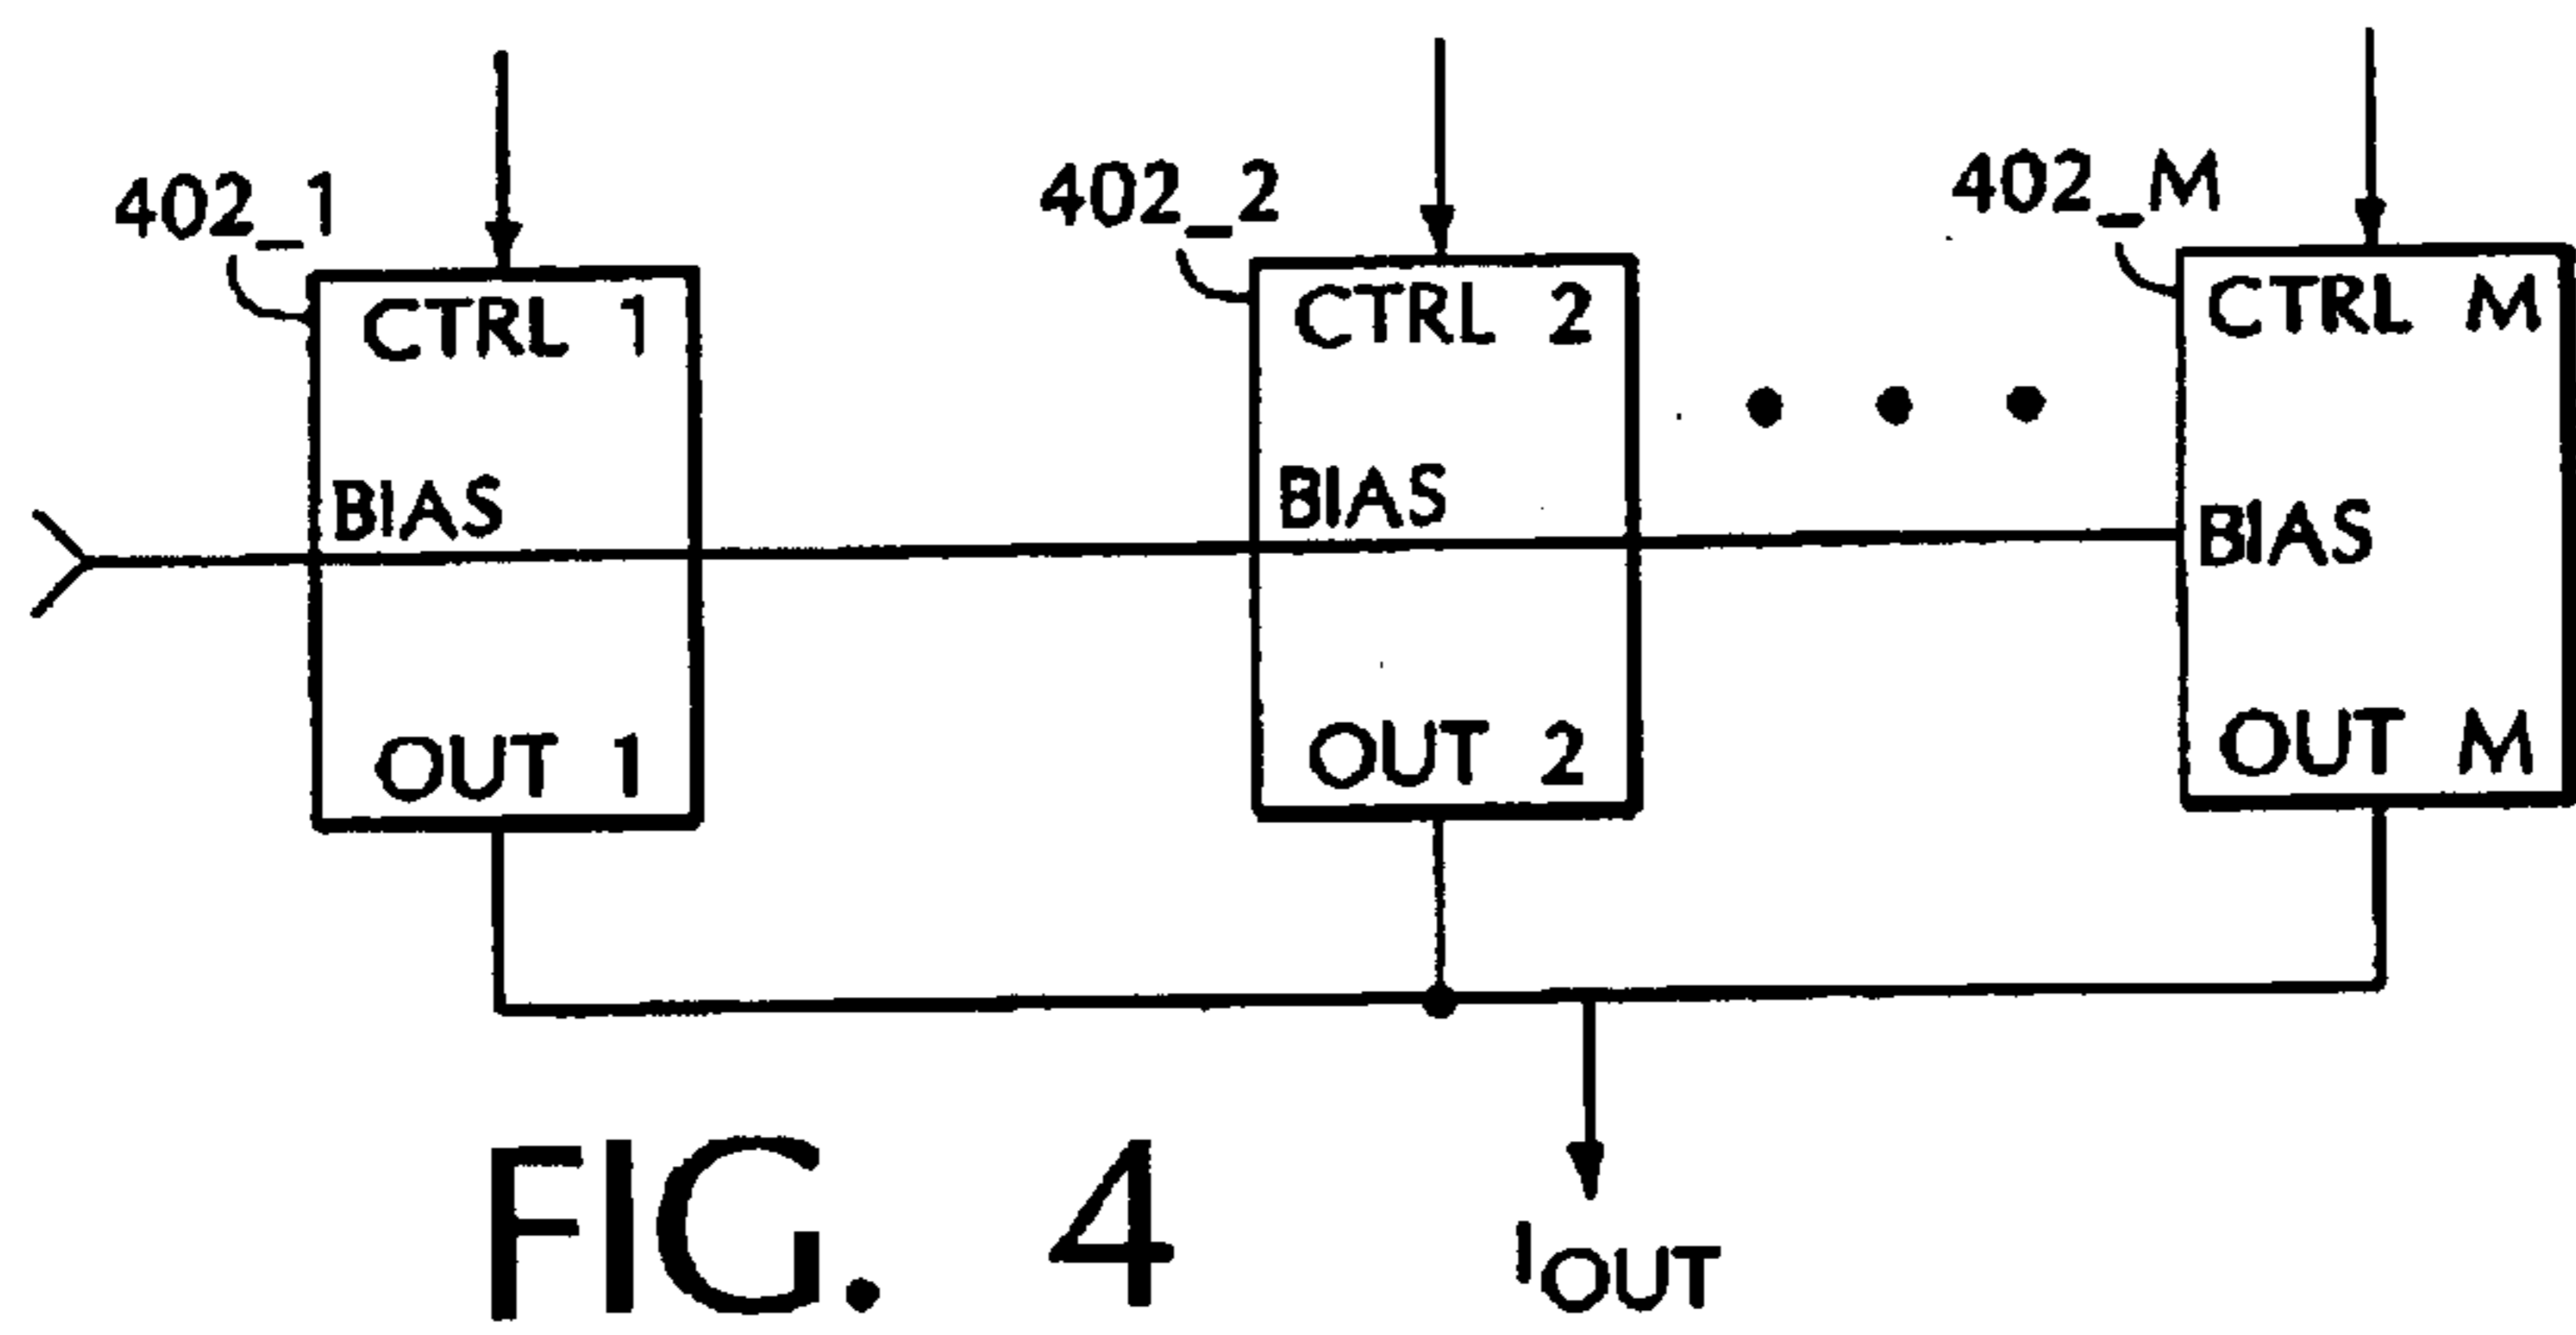 402_1
402_2
402_M
CTRL 1
CTRL 2
CTRL M
BIAS
BIAS
BIAS
OUT 1
OUT 2
OUT M
FIG. 4
IOUT